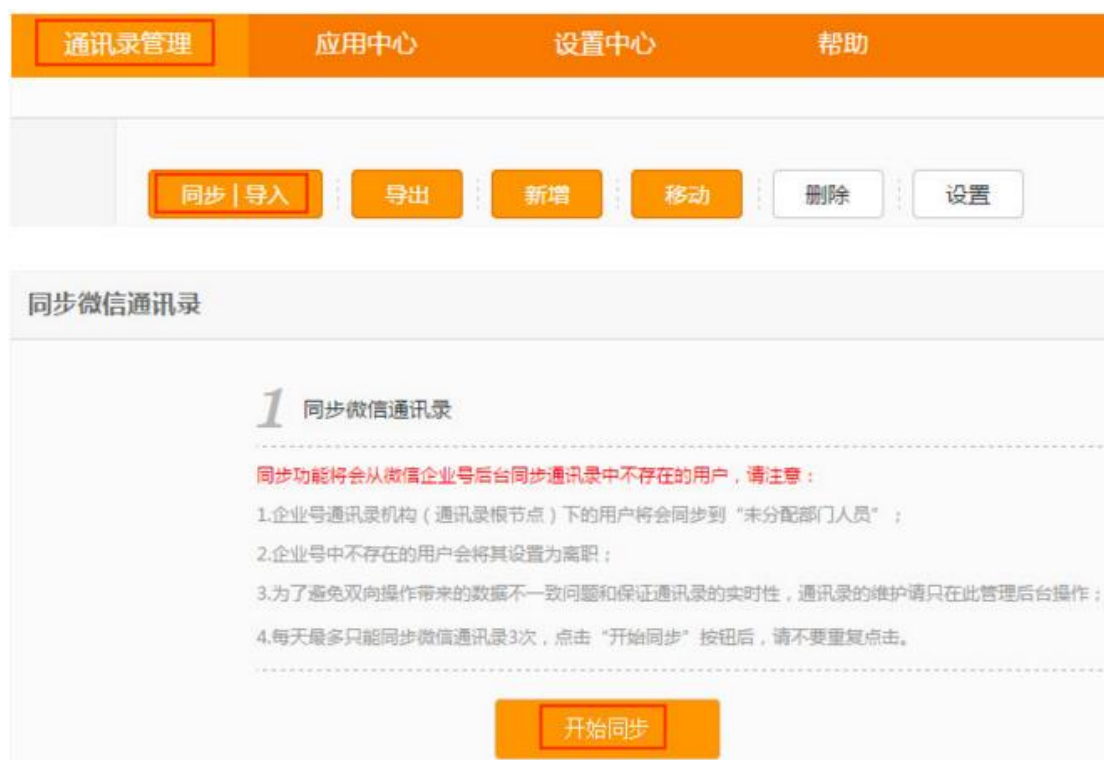 通讯录管理 应用中心 设置中心 帮助
同步 | 导入 导出 新增 移动 删除 设置
同步微信通讯录
1 同步微信通讯录
同步功能将会从微信企业号后台同步通讯录中不存在的用户，请注意：
1.企业号通讯录机构（通讯录根节点）下的用户将会同步到“未分配部门人员”；
2.企业号中不存在的用户会将其设置为离职；
3.为了避免双向操作带来的数据不一致问题和保证通讯录的实时性，通讯录的维护请只在此管理后台操作；
4.每天最多只能同步微信通讯录3次，点击“开始同步”按钮后，请不要重复点击。
开始同步